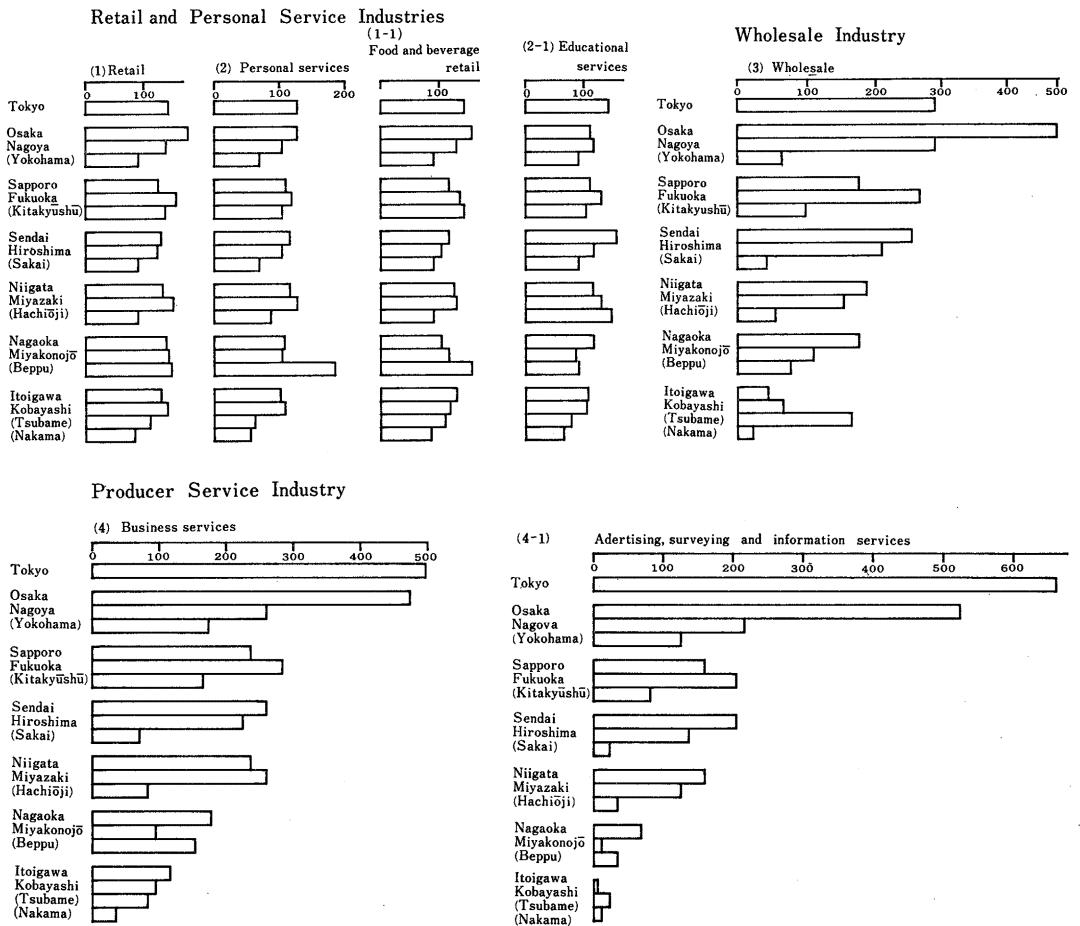 Retail and Personal Service Industries
(1-1)
Food and beverage
retail
(2-1) Educational
services
Wholesale Industry
(1) Retail
(2) Personal services
(3) Wholesale
0 100
0 100 200
100
0 100
0 100 200 300 400 500
Tokyo
Osaka
Nagoya
(Yokohama)
Sapporo
Fukuoka
(Kitakyūshū)
Sendai
Hiroshima
(Sakai)
Niigata
Miyazaki
(Hachiōji)
Nagaoka
Miyakonojō
(Beppu)
Itoigawa
Kobayashi
(Tsubame)
(Nakama)
Tokyo
Osaka
Nagoya
(Yokohama)
Sapporo
Fukuoka
(Kitakyushū)
Sendai
Hiroshima
(Sakai)
Niigata
Miyazaki
(Hachiōji)
Nagaoka
Miyakonojō
(Beppu)
Itoigawa
Kobayashi
(Tsubame)
(Nakama)
Producer Service Industry
(4) Business services
0 100 200 300 400 500
Tokyo
Osaka
Nagoya
(Yokohama)
Sapporo
Fukuoka
(Kitakyūshū)
Sendai
Hiroshima
(Sakai)
Niigata
Miyazaki
(Hachiōji)
Nagaoka
Miyakonojō
(Beppu)
Itoigawa
Kobayashi
(Tsubame)
(Nakama)
(4-1) Adertising, surveying and information services
0 100 200 300 400 500 600
Tokyo
Osaka
Nagova
(Yokohama)
Sapporo
Fukuoka
(Kitakyūshū)
Sendai
Hiroshima
(Sakai)
Niigata
Miyazaki
(Hachiōji)
Nagaoka
Miyakonojō
(Beppu)
Itoigawa
Kobayashi
(Tsubame)
(Nakama)